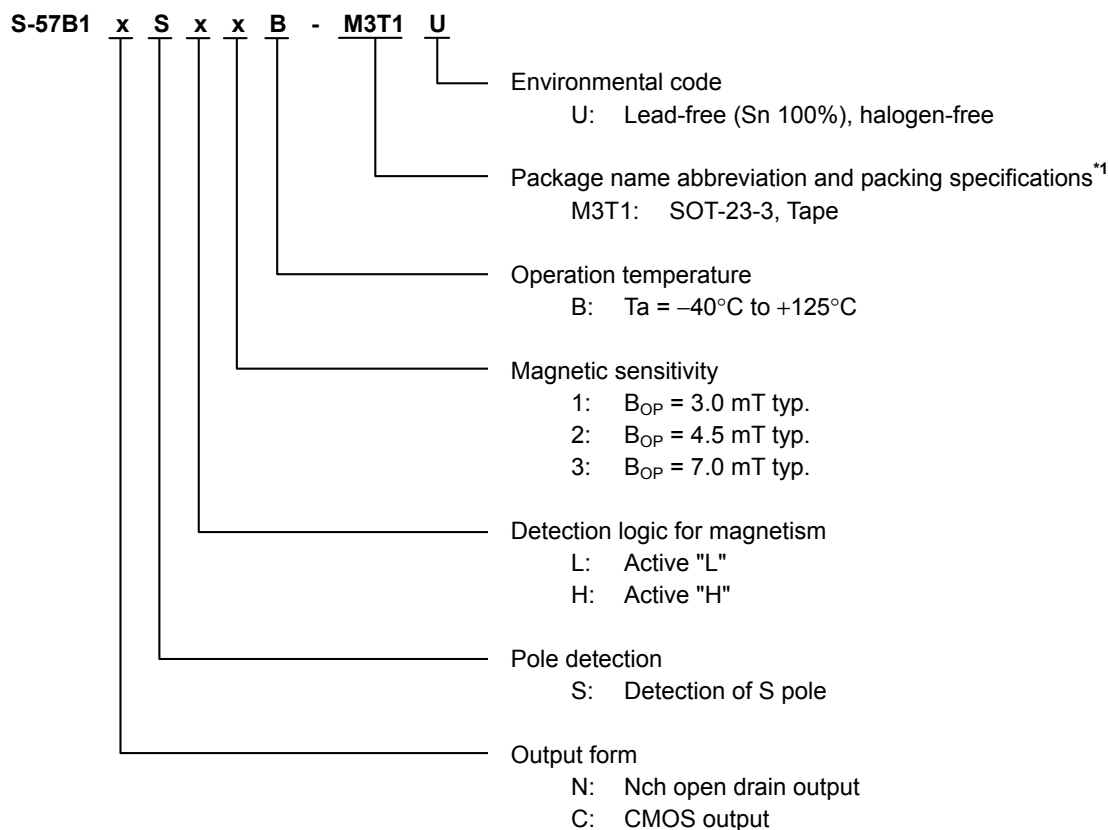 S-57B1 x S x x B - M3T1 U
Environmental code
U: Lead-free (Sn 100%), halogen-free
Package name abbreviation and packing specifications*1
M3T1: SOT-23-3, Tape
Operation temperature
B: Ta = −40°C to +125°C
Magnetic sensitivity
1: BOP = 3.0 mT typ.
2: BOP = 4.5 mT typ.
3: BOP = 7.0 mT typ.
Detection logic for magnetism
L: Active "L"
H: Active "H"
Pole detection
S: Detection of S pole
Output form
N: Nch open drain output
C: CMOS output